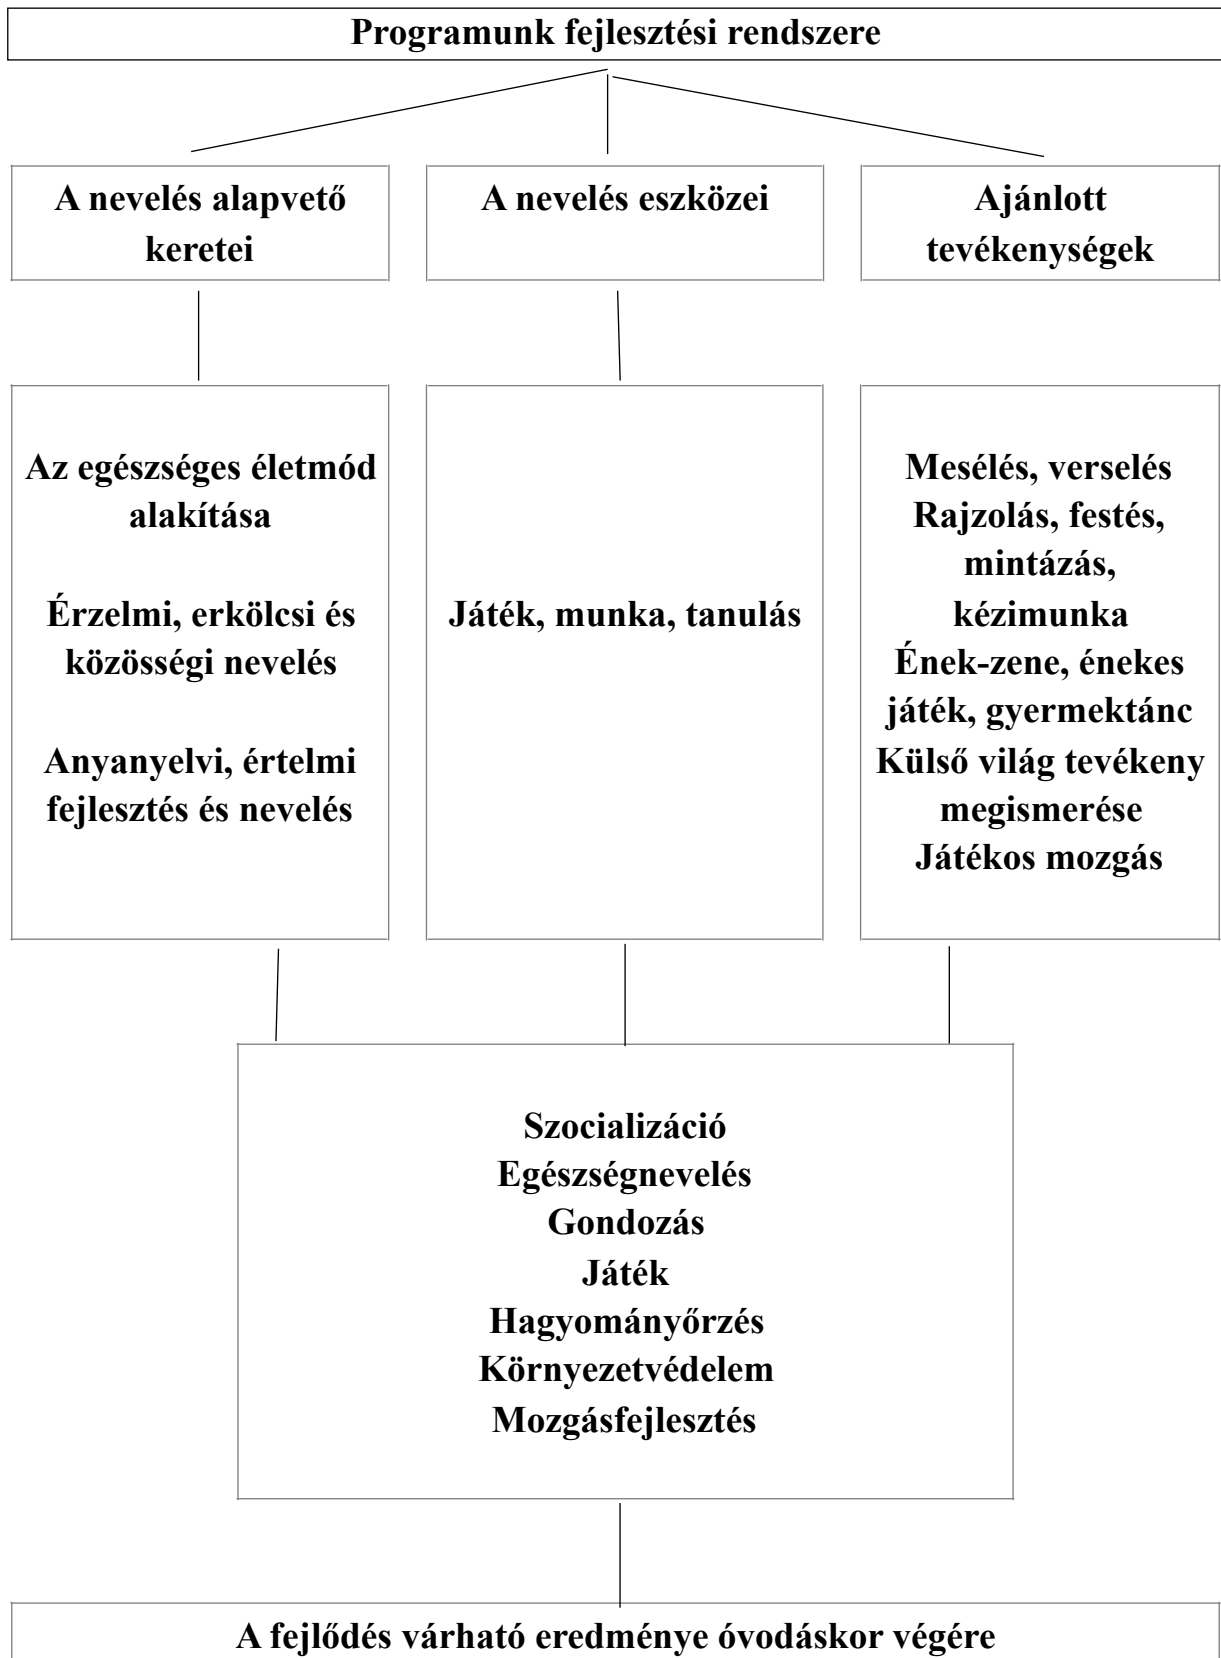 Programunk fejlesztési rendszere
A nevelés alapvető
keretei
A nevelés eszközei
Ajánlott
tevékenységek
Az egészséges életmód
alakítása
Érzelmi, erkölcsi és
közösségi nevelés
Anyanyelvi, értelmi
fejlesztés és nevelés
Játék, munka, tanulás
Mesélés, verselés
Rajzolás, festés,
mintázás,
kézimunka
Ének-zene, énekes
játék, gyermektánc
Külső világ tevékeny
megismerése
Játékos mozgás
Szocializáció
Egészségnevelés
Gondozás
Játék
Hagyományőrzés
Környezetvédelem
Mozgásfejlesztés
A fejlődés várható eredménye óvodáskor végére